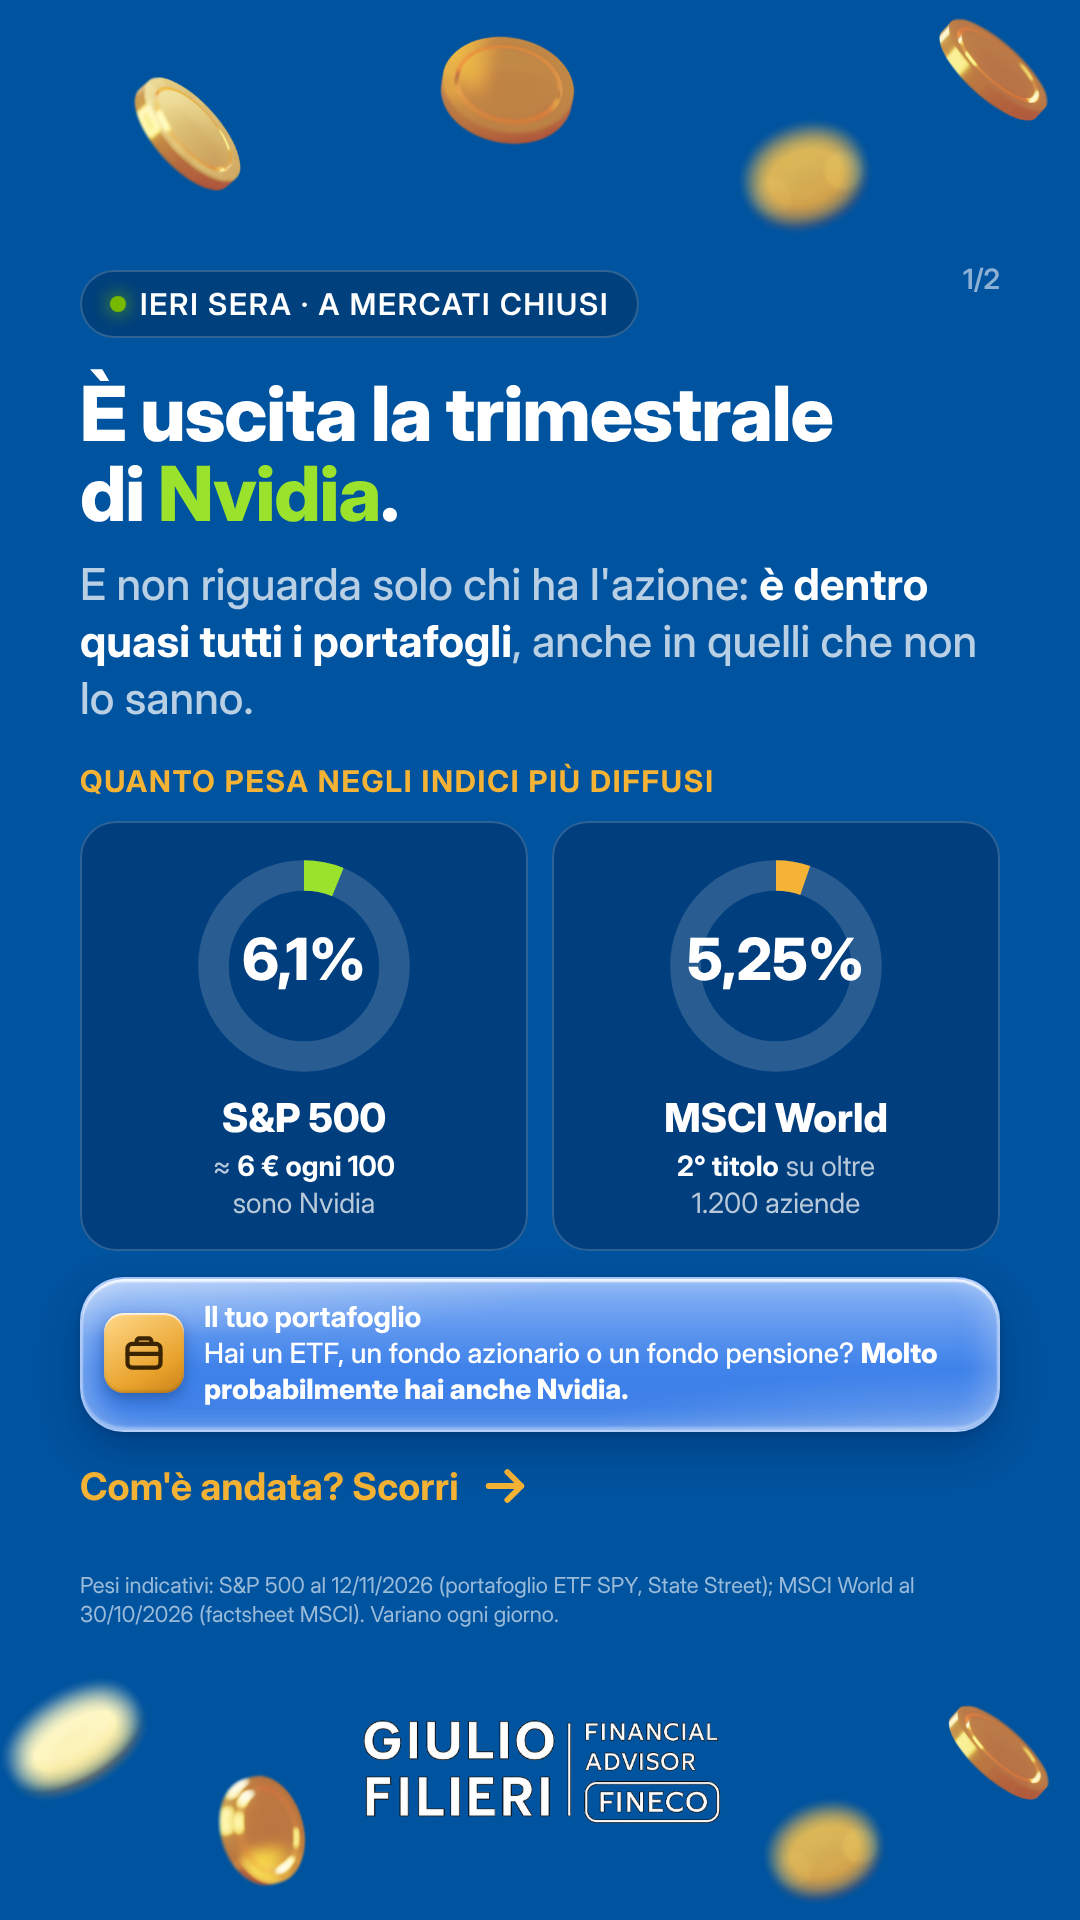 1/2
IERI SERA · A MERCATI CHIUSI
È uscita la trimestrale
di Nvidia.
E non riguarda solo chi ha l'azione: è dentro
quasi tutti i portafogli, anche in quelli che non
lo sanno.
QUANTO PESA NEGLI INDICI PIÙ DIFFUSI
6,1%
S&P 500
≈ 6 € ogni 100
sono Nvidia
5,25%
MSCI World
2° titolo su oltre
1.200 aziende
Il tuo portafoglio
Hai un ETF, un fondo azionario o un fondo pensione? Molto
probabilmente hai anche Nvidia.
Com'è andata? Scorri →
Pesi indicativi: S&P 500 al 12/11/2026 (portafoglio ETF SPY, State Street); MSCI World al
30/10/2026 (factsheet MSCI). Variano ogni giorno.
GIULIO
FILIERI
FINANCIAL
ADVISOR
FINECO